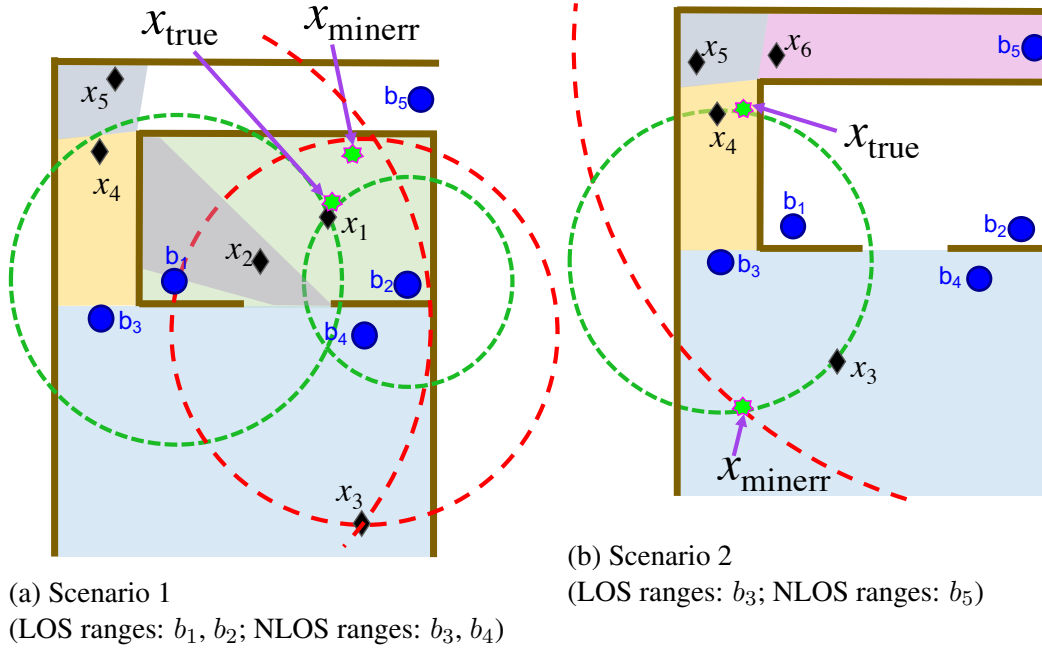 x_true
x_minerr
x_5
b_5
x_4
x_1
x_2
b_1
b_2
b_3
b_4
x_3
(a) Scenario 1
(LOS ranges: b_1, b_2; NLOS ranges: b_3, b_4)
x_5
x_6
b_5
x_4
x_true
b_1
b_2
b_3
b_4
x_3
x_minerr
(b) Scenario 2
(LOS ranges: b_3; NLOS ranges: b_5)